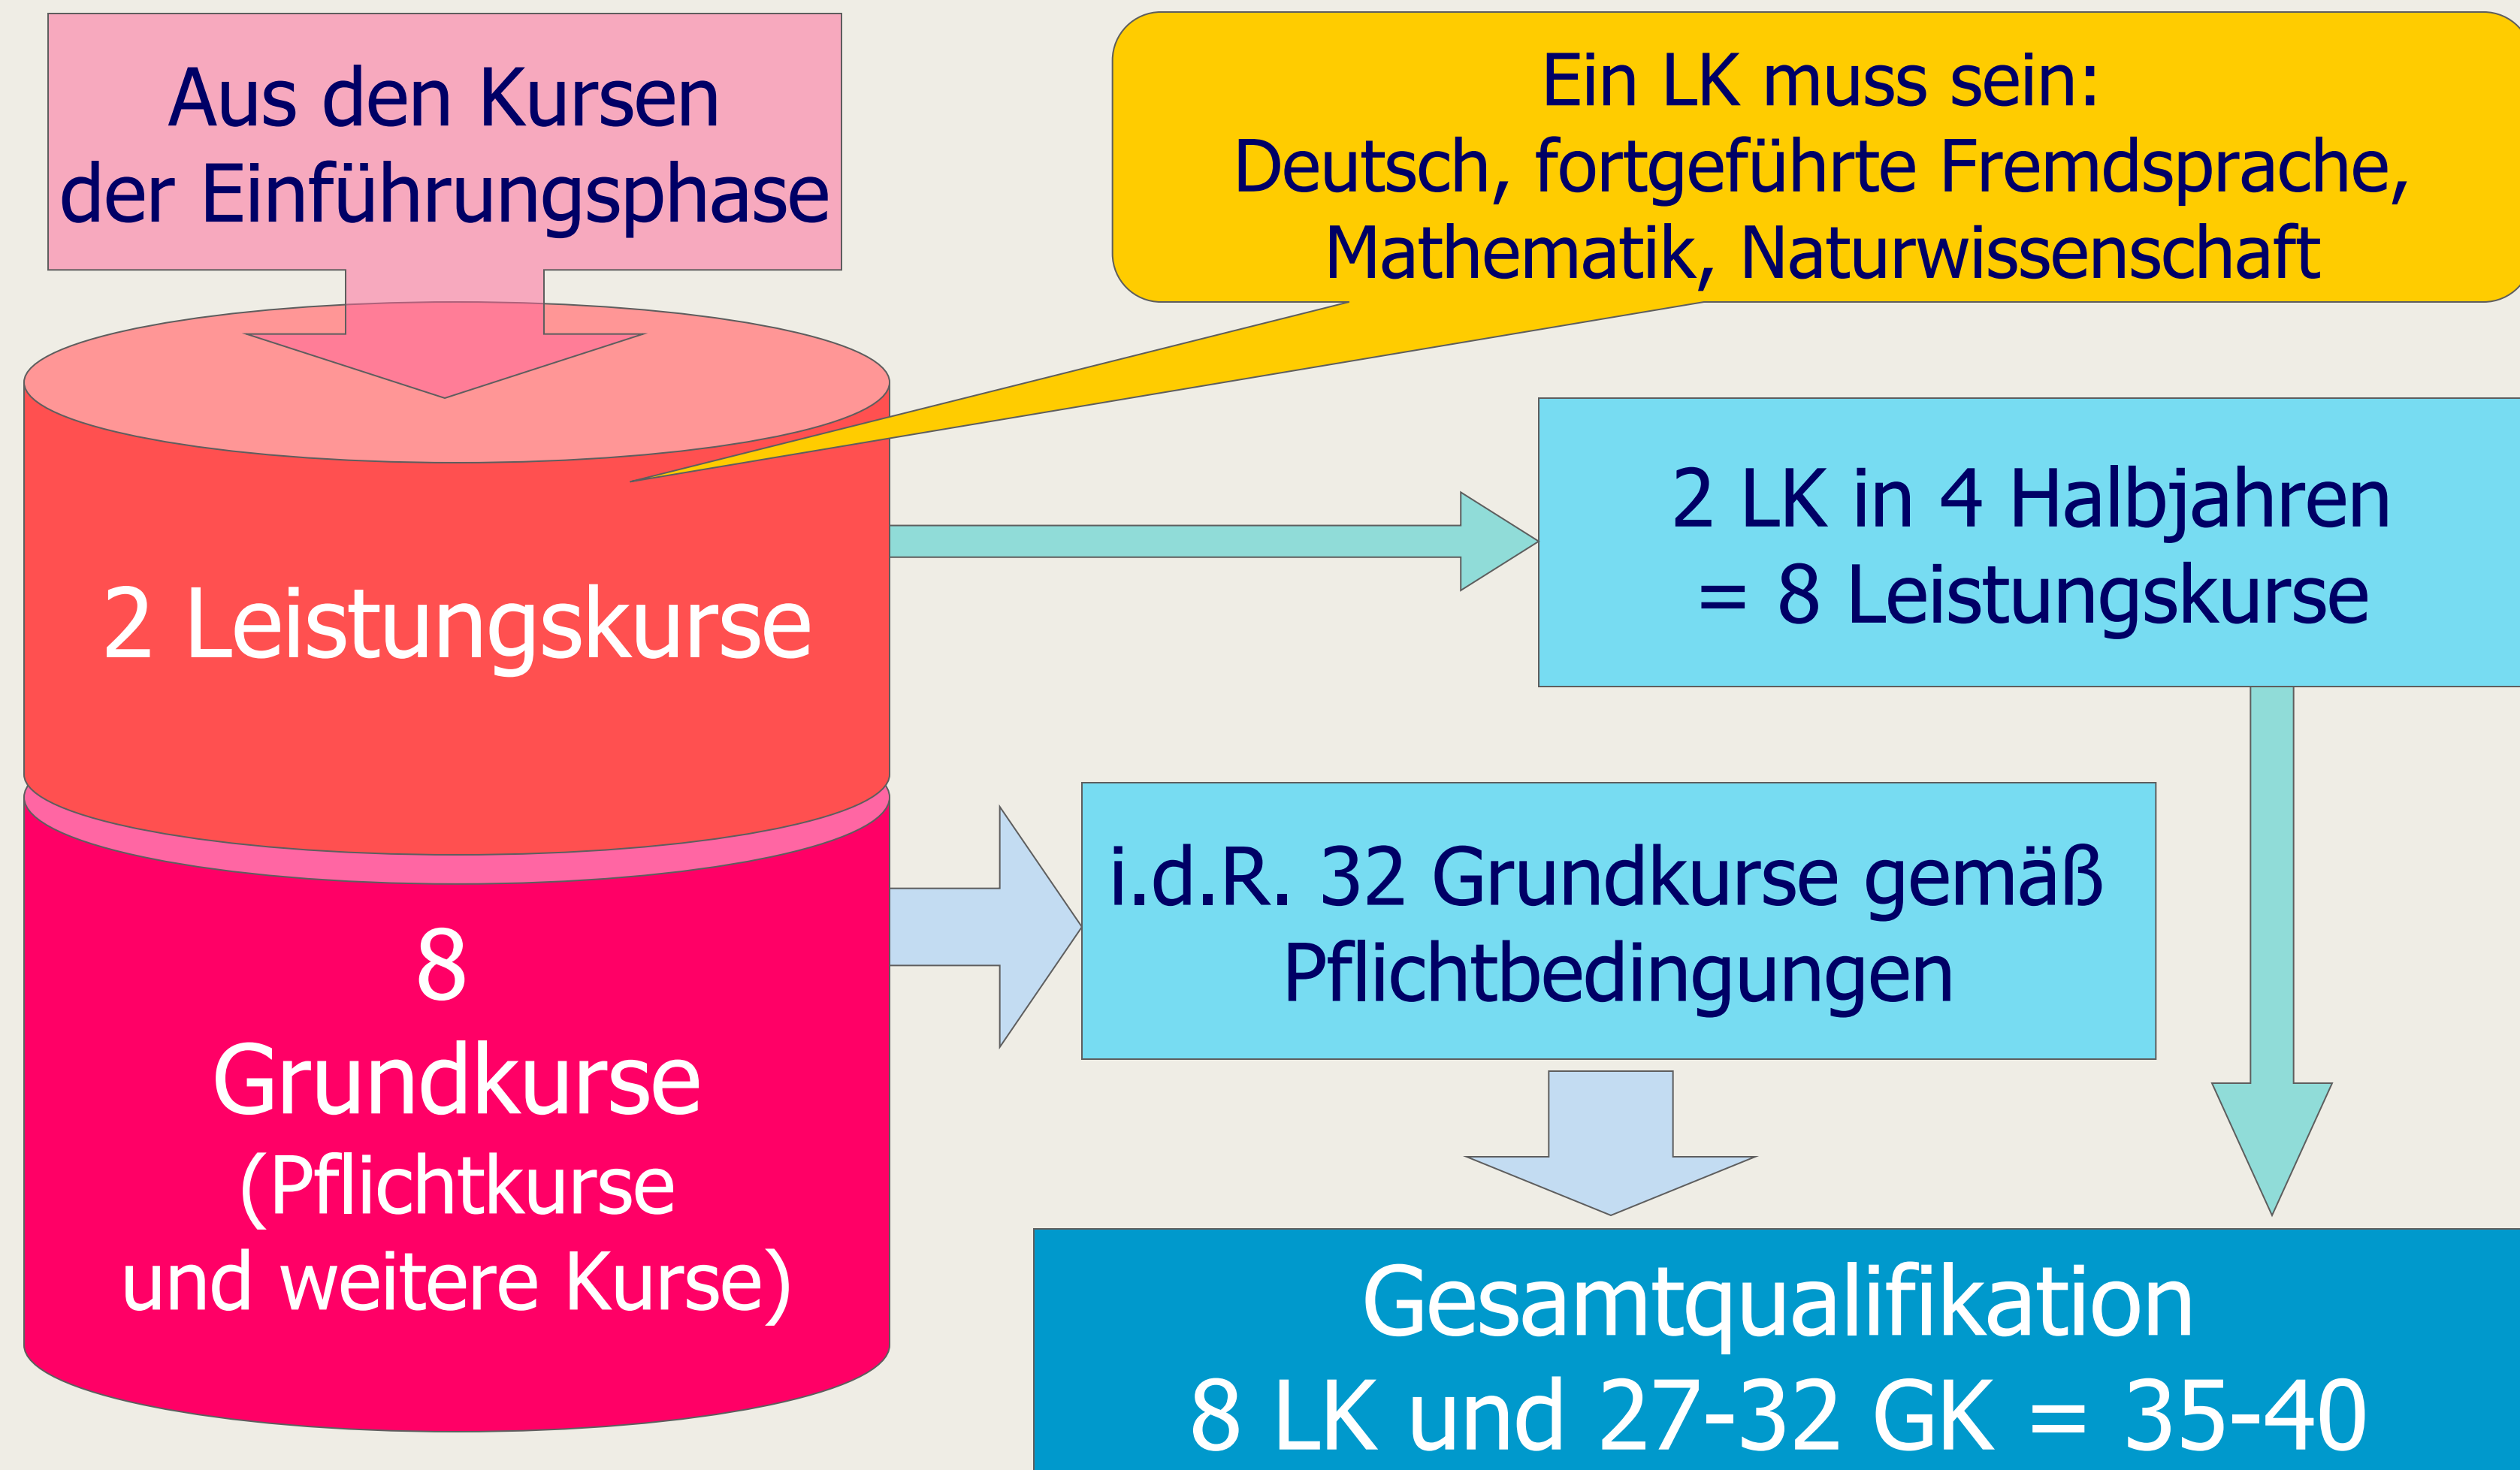 Aus den Kursen
der Einführungsphase
Ein LK muss sein:
Deutsch, fortgeführte Fremdsprache,
Mathematik, Naturwissenschaft
2 Leistungskurse
2 LK in 4 Halbjahren
= 8 Leistungskurse
8
Grundkurse
(Pflichtkurse
und weitere Kurse)
i.d.R. 32 Grundkurse gemäß
Pflichtbedingungen
Gesamtqualifikation
8 LK und 27-32 GK = 35-40